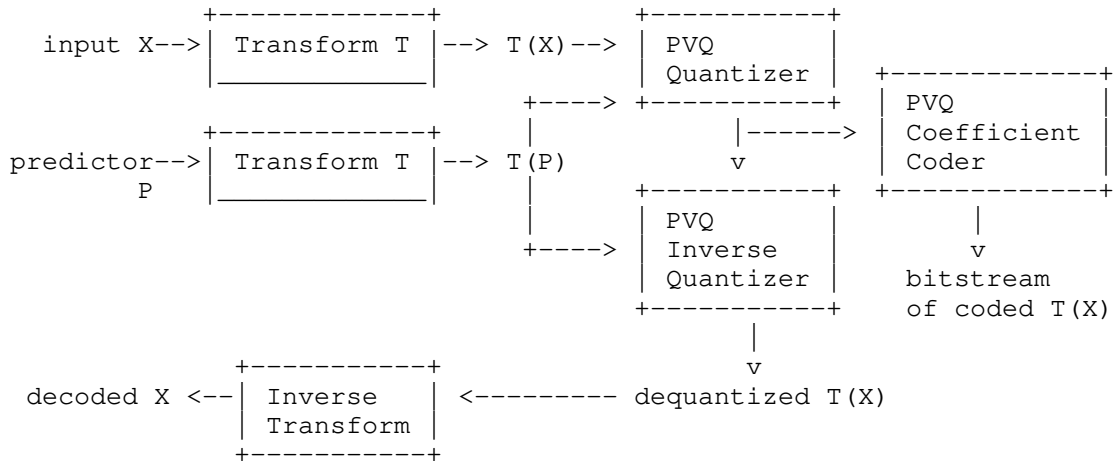 input X-->| Transform T |--> T(X)--> | PVQ
Quantizer
PVQ
predictor--> Transform T --> T(P) Coefficient
P v Coder
PVQ
Inverse v
Quantizer bitstream
of coded T(X)
v
decoded X <-- Inverse <--------- dequantized T(X)
Transform